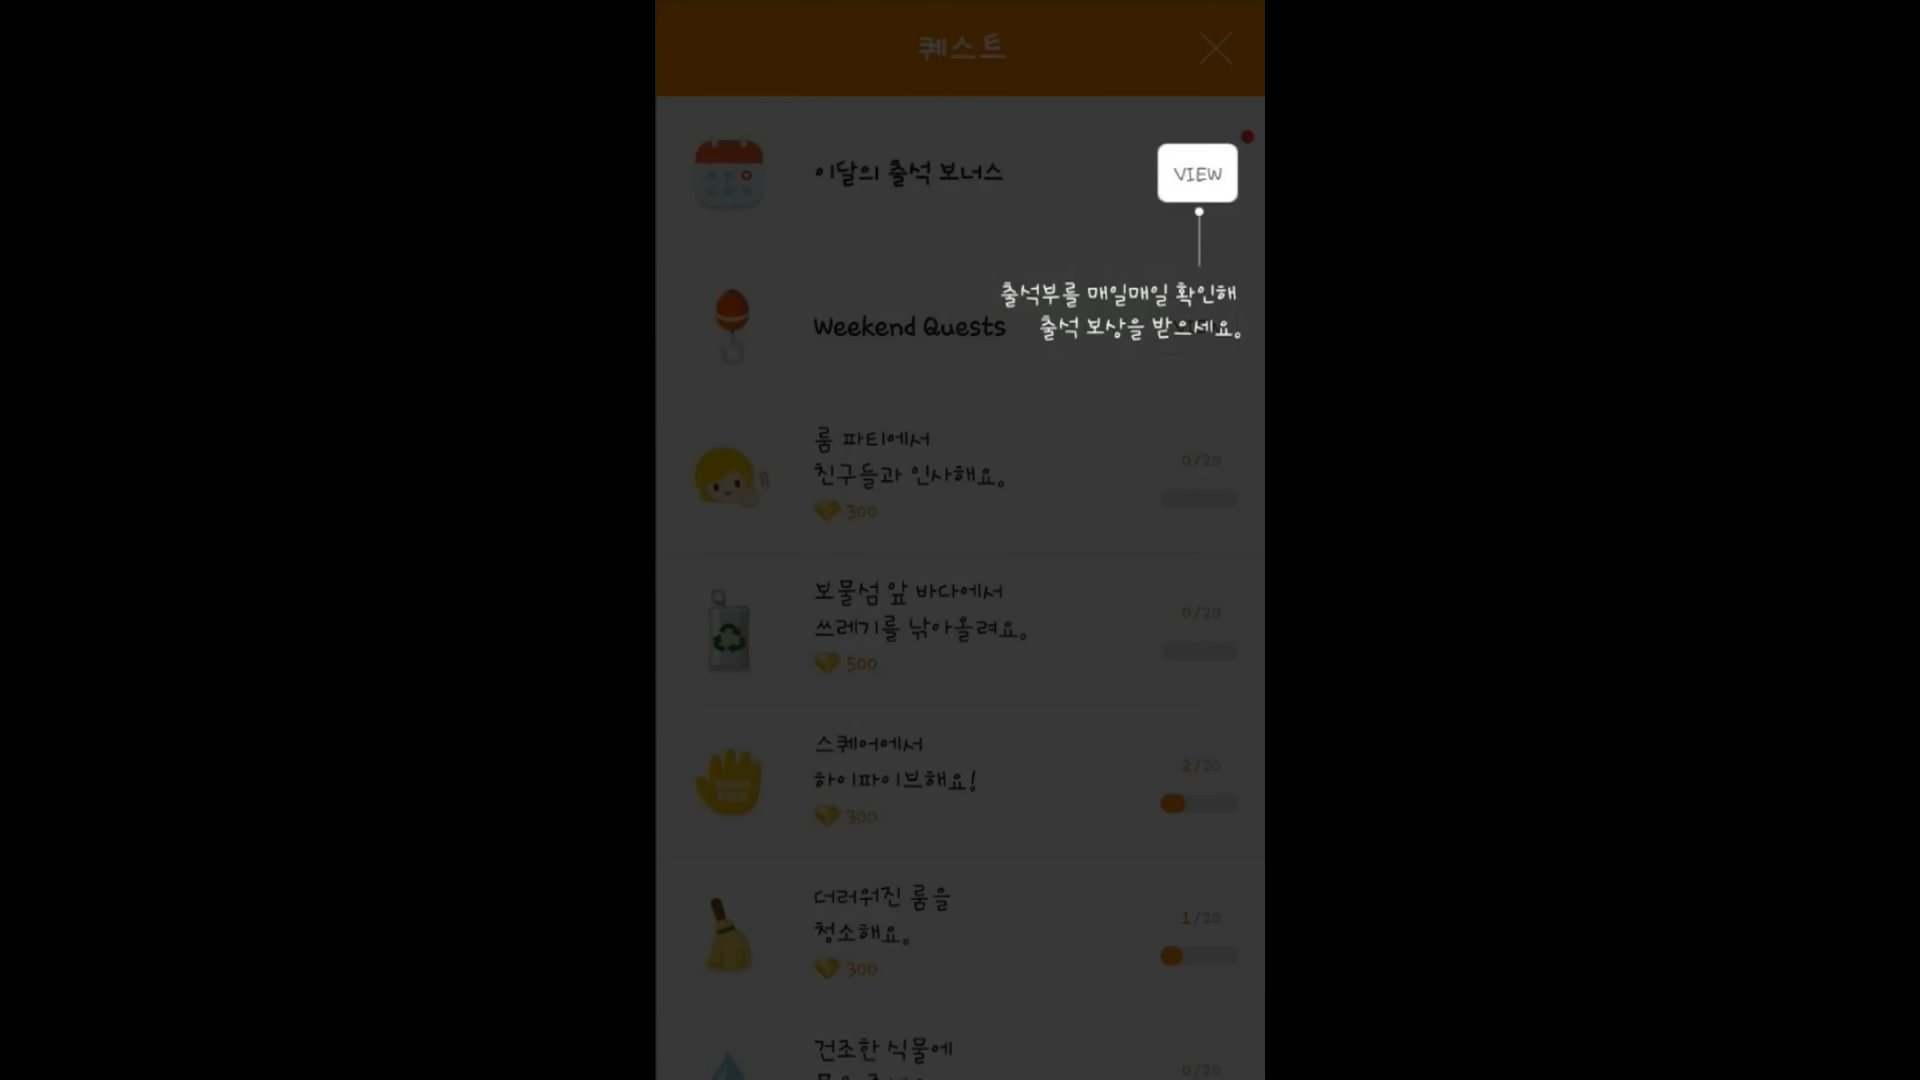 퀘스트
이달의 출석 보너스
VIEW
출석부를 매일매일 확인해
출석 보상을 받으세요.
Weekend Quests
룸 파티에서
친구들과 인사해요.
300
0/20
보물섬 앞 바다에서
쓰레기를 낚아올려요.
500
0/20
스퀘어에서
하이파이브해요!
300
2/20
더러워진 룸을
청소해요.
300
1/20
건조한 식물에
0/20